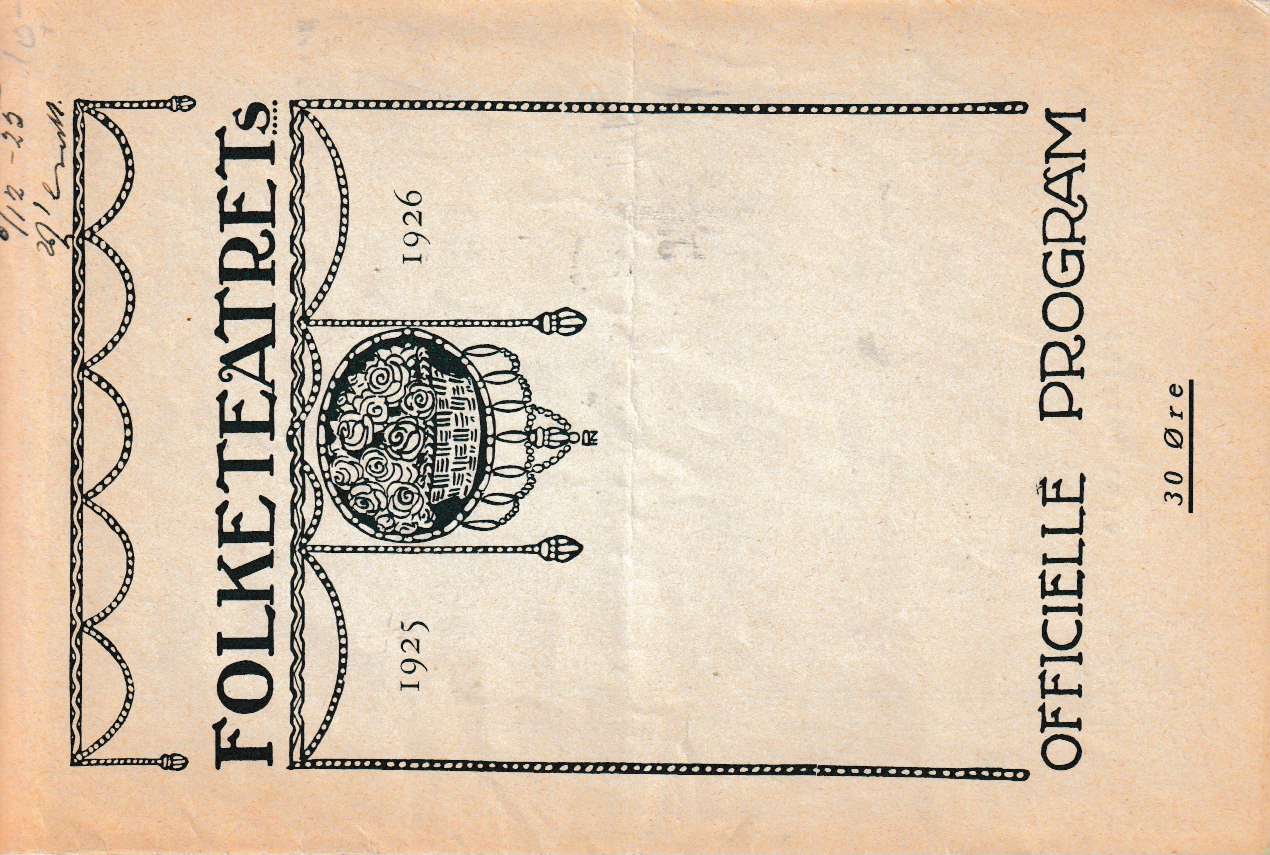 FOLKETEATRETs
1925 1926
OFFICIELLE PROGRAM
30 Øre